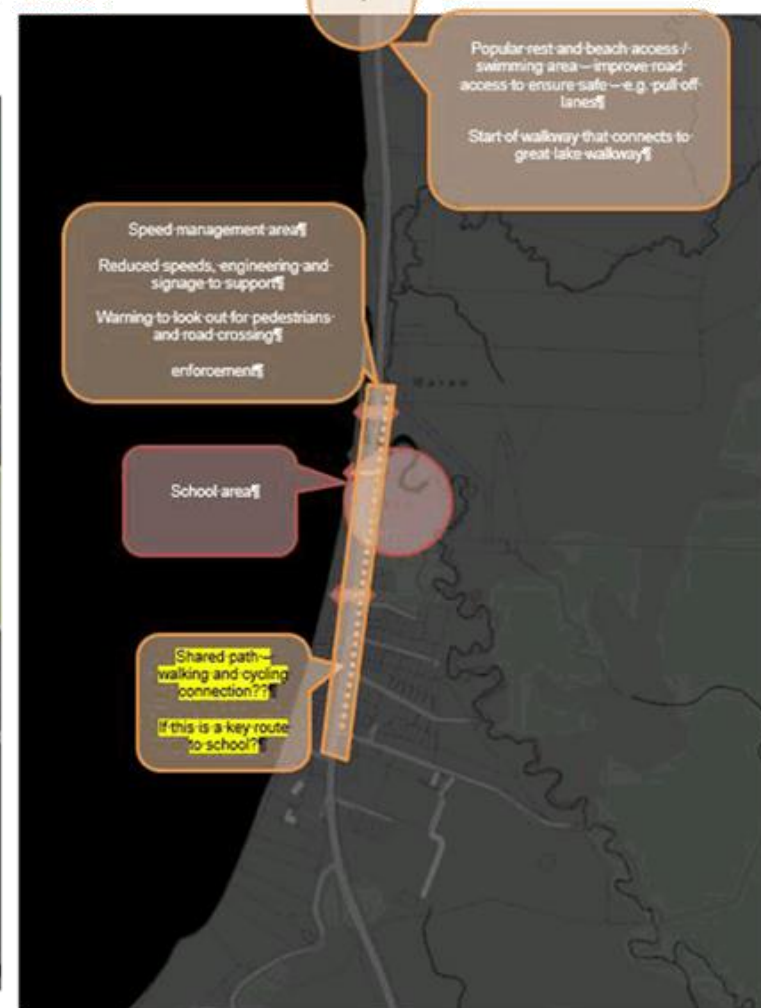 Popular rest and beach access /
swimming area – improve road
access to ensure safe – e.g. pull off
lanes¶
Start of walkway that connects to
great lake walkway¶
Speed management area¶
Reduced speeds, engineering and
signage to support¶
Warning to look out for pedestrians
and road crossing¶
enforcement¶
School area¶
Shared path –
walking and cycling
connection??¶
If this is a key route
to school?¶